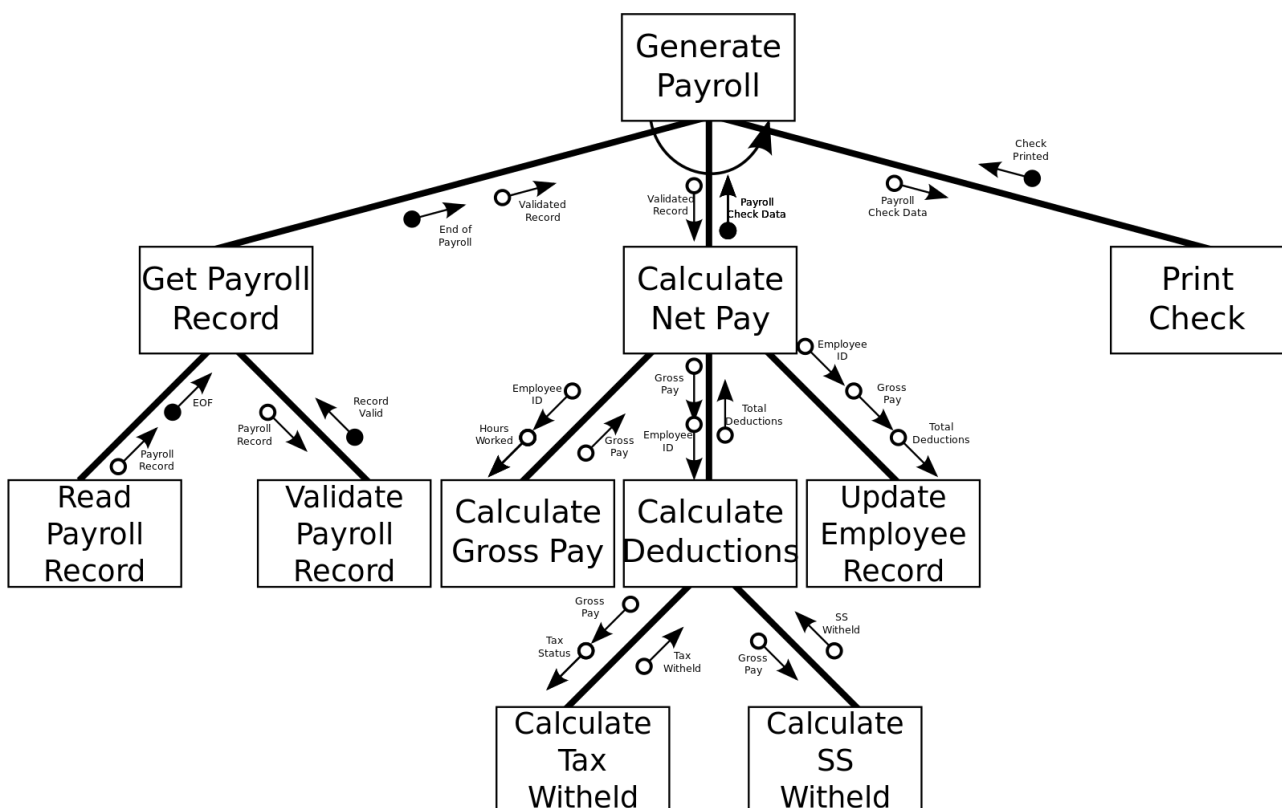 Generate
Payroll
Check
Printed
Validated
Record
End of
Payroll
Validated
Record
Payroll
Check Data
Payroll
Check Data
Get Payroll
Record
Calculate
Net Pay
Print
Check
EOF
Payroll
Record
Payroll
Record
Record
Valid
Employee
ID
Hours
Worked
Gross
Pay
Gross
Pay
Employee
ID
Total
Deductions
Employee
ID
Gross
Pay
Total
Deductions
Read
Payroll
Record
Validate
Payroll
Record
Calculate
Gross Pay
Calculate
Deductions
Update
Employee
Record
Gross
Pay
Tax
Status
Tax
Witheld
Gross
Pay
SS
Witheld
Calculate
Tax
Witheld
Calculate
SS
Witheld